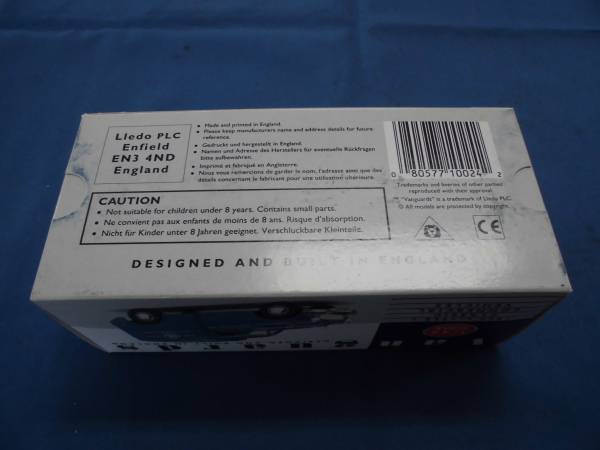 Lledo PLC
Enfield
EN3 4ND
England
• Made and printed in England.
• Please keep manufacturers name and address details for future
reference.
• Gedruckt und hergestellt in England.
• Namen und Adresse des Herstellers für eventuelle Rückfragen
bitte aufbewahren.
• Imprimé et fabriqué en Angleterre.
• Nous vous remercions de garder le nom, l'adresse ainsi que des
détails concernant le fabricant pour une utilisation ulterieure.
0 80577 10024 2
Trademarks and liveries of other parties
reproduced with their approval.
"Vanguards" is a trademark of Lledo PLC.
© All models are protected by copyright.
CE
CAUTION
• Not suitable for children under 8 years. Contains small parts.
• Ne convient pas aux enfants de moins de 8 ans. Risque d'absorption.
• Nicht für Kinder unter 8 Jahren geeignet. Verschluckbare Kleinteile.
DESIGNED AND BUILT IN ENGLAND